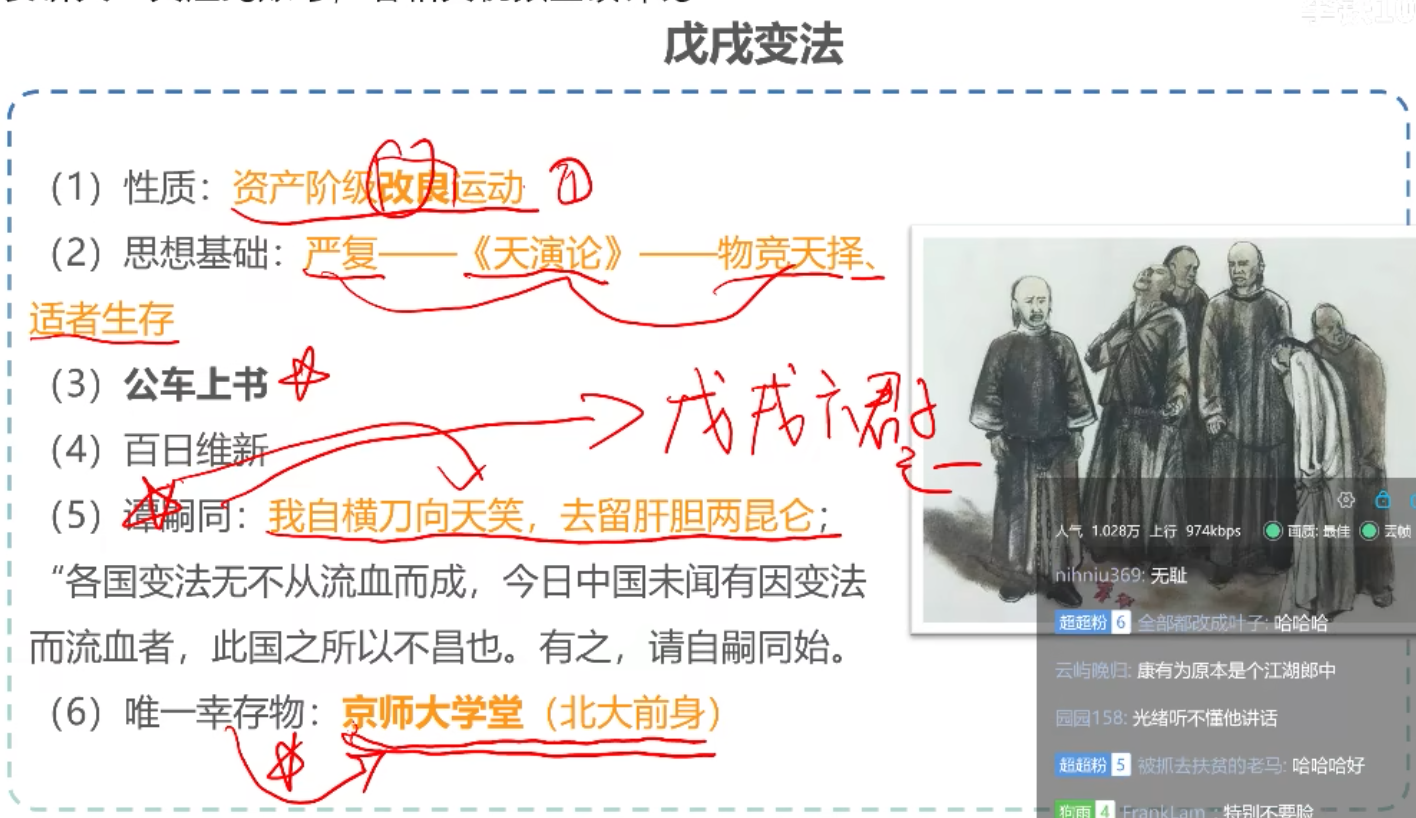 戊戌变法
(1) 性质：资产阶级改良运动 ①
(2) 思想基础：严复——《天演论》——物竞天择、
适者生存
(3) 公车上书
(4) 百日维新
戊戌六君子
之一
(5) 谭嗣同：我自横刀向天笑，去留肝胆两昆仑；
“各国变法无不从流血而成，今日中国未闻有因变法
而流血者，此国之所以不昌也。有之，请自嗣同始。
(6) 唯一幸存物：京师大学堂（北大前身）
人气 1.028万 上行 974kbps 画质: 最佳 丢帧
nihniu369: 无耻
超超粉 6 全部都改成叶子: 哈哈哈
云屿晚归: 康有为原本是个江湖郎中
园园158: 光绪听不懂他讲话
超超粉 5 被抓去扶贫的老马: 哈哈哈好
狗雨 4 FrankLam : 特别不要脸